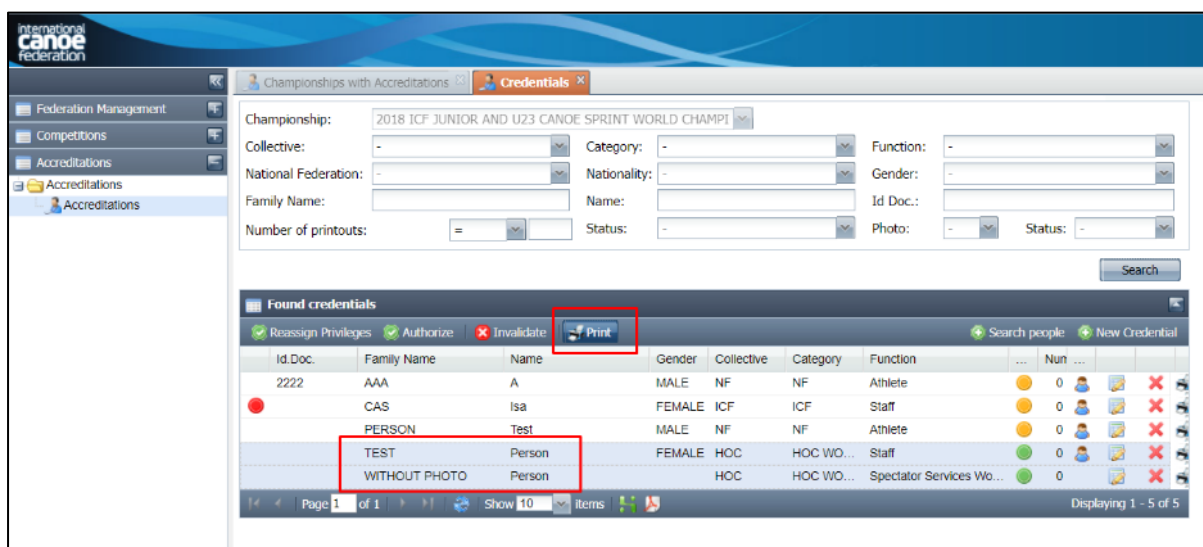 international
canoe
federation
Championships with Accreditations
Credentials
Federation Management
Competitions
Accreditations
Accreditations
Accreditations
Championship: 2018 ICF JUNIOR AND U23 CANOE SPRINT WORLD CHAMPI
Collective: - Category: - Function: -
National Federation: - Nationality: - Gender: -
Family Name: Name: Id Doc.:
Number of printouts: = Status: - Photo: - Status: -
Search
Found credentials
Reassign Privileges Authorize Invalidate Print Search people New Credential
Id.Doc. Family Name Name Gender Collective Category Function ... Nun ...
2222 AAA A MALE NF NF Athlete 0
CAS Isa FEMALE ICF ICF Staff 0
PERSON Test MALE NF NF Athlete 0
TEST Person FEMALE HOC HOC WO... Staff 0
WITHOUT PHOTO Person HOC HOC WO... Spectator Services Wo... 0
Page 1 of 1 Show 10 items Displaying 1 - 5 of 5